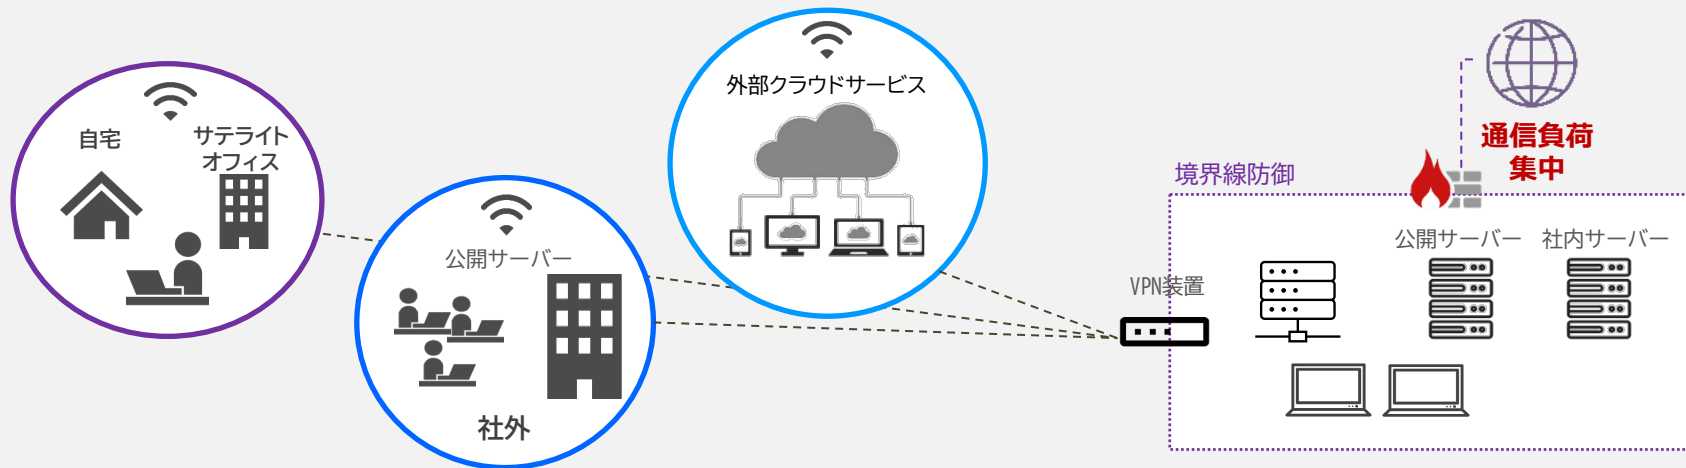 自宅
サテライト
オフィス
公開サーバー
社外
外部クラウドサービス
通信負荷
集中
境界線防御
VPN装置
公開サーバー
社内サーバー